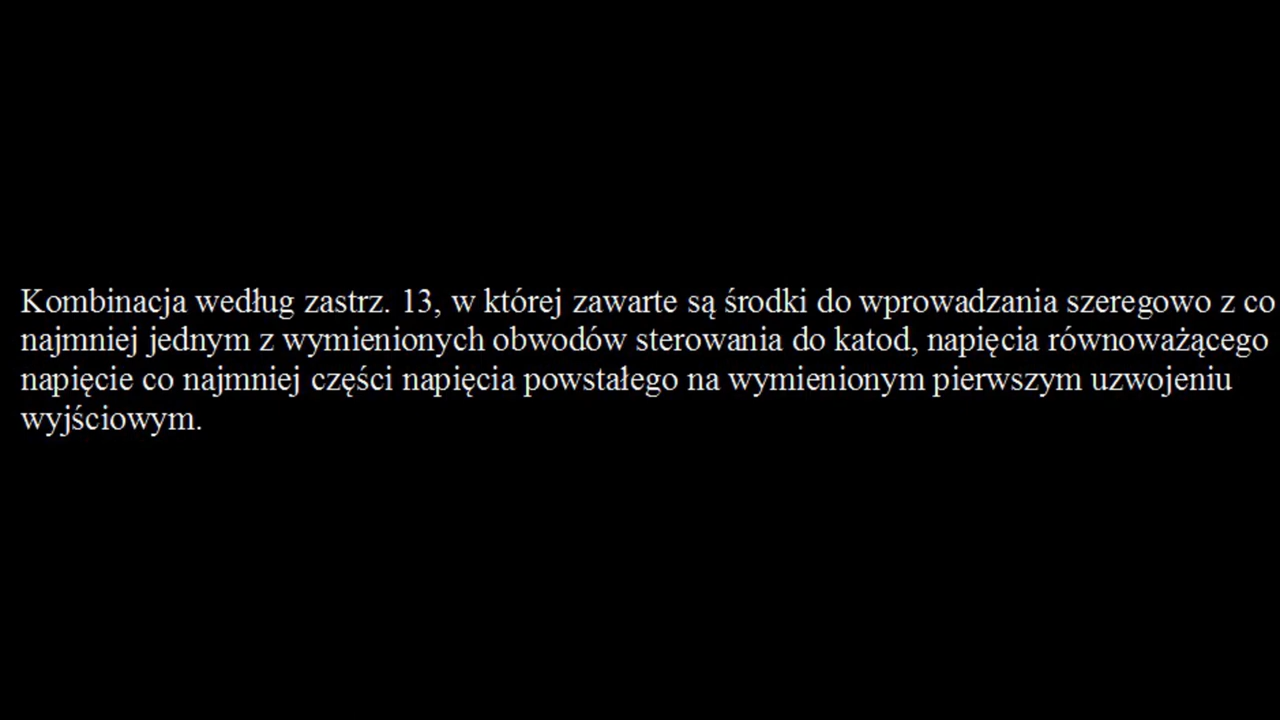 Kombinacja według zastrz. 13, w której zawarte są środki do wprowadzania szeregowo z co
najmniej jednym z wymienionych obwodów sterowania do katod, napięcia równoważącego
napięcie co najmniej części napięcia powstałego na wymienionym pierwszym uzwojeniu
wyjściowym.